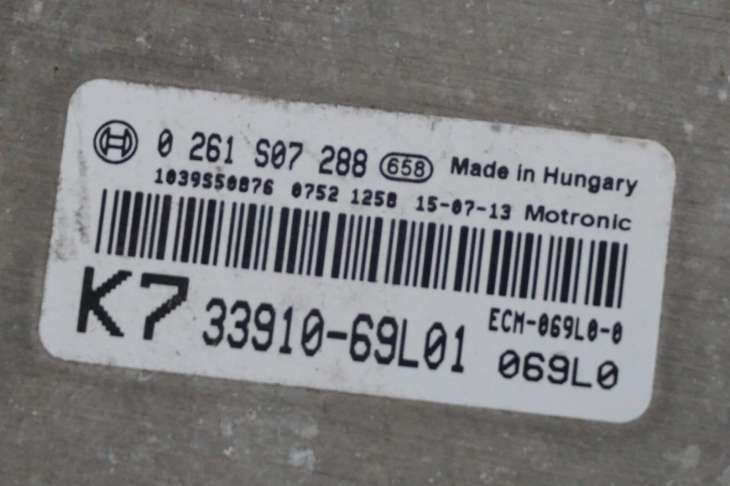 0 261 S07 288 658 Made in Hungary
1039S50876 0752 1258 15-07-13 Motronic
K7 33910-69L01 ECM-069L0-0
069L0